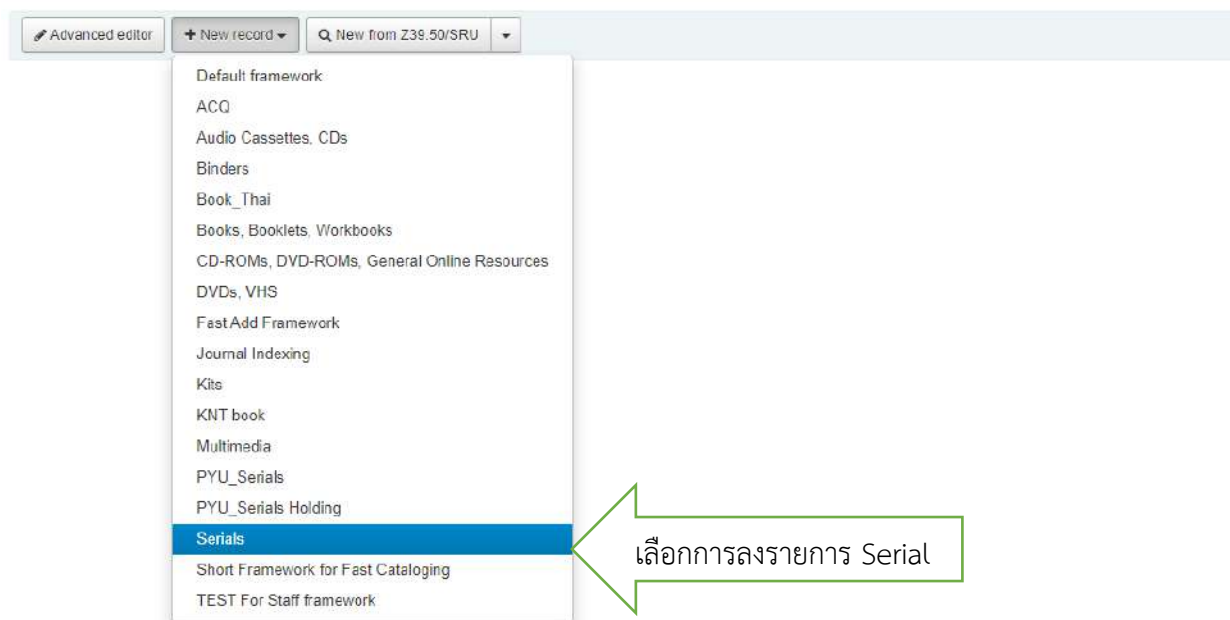 Advanced editor
+ New record
New from Z39.50/SRU
Default framework
ACQ
Audio Cassettes, CDs
Binders
Book_Thai
Books, Booklets, Workbooks
CD-ROMs, DVD-ROMs, General Online Resources
DVDs, VHS
Fast Add Framework
Journal Indexing
Kits
KNT book
Multimedia
PYU_Serials
PYU_Serials Holding
Serials
เลือกการลงรายการ Serial
Short Framework for Fast Cataloging
TEST For Staff framework